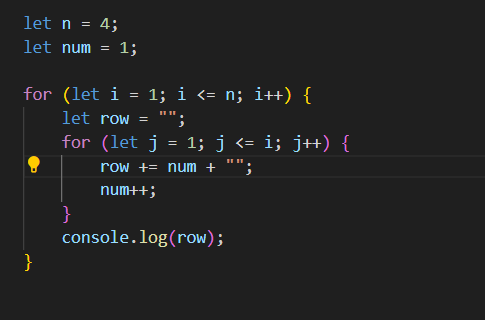 let n = 4;
let num = 1;
for (let i = 1; i <= n; i++) {
let row = "";
for (let j = 1; j <= i; j++) {
row += num + "";
num++;
}
console.log(row);
}